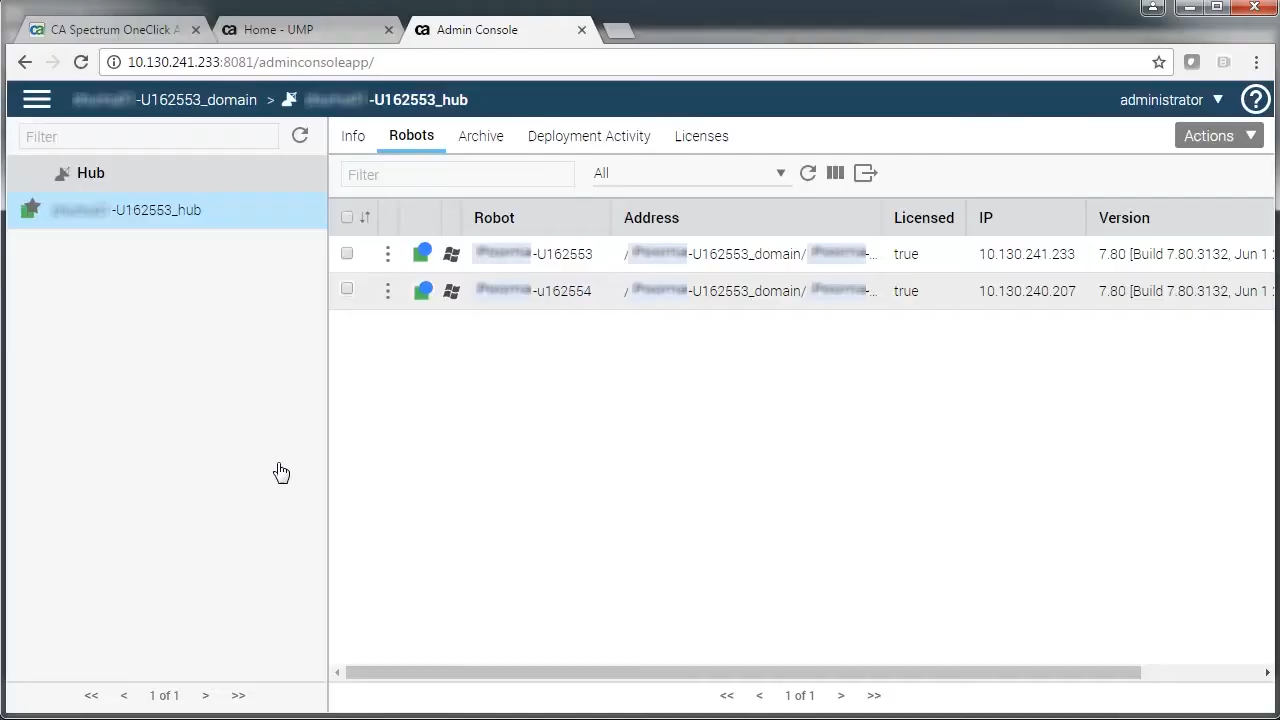 CA Spectrum OneClick A
Home - UMP
Admin Console
10.130.241.233:8081/adminconsoleapp/
-U162553_domain > -U162553_hub
administrator
Filter
Info Robots Archive Deployment Activity Licenses
Actions
Hub
Filter
All
-U162553_hub
Robot Address Licensed IP Version
-U162553 / -U162553_domain/ -... true 10.130.241.233 7.80 [Build 7.80.3132, Jun 1
-u162554 / -U162553_domain/ -... true 10.130.240.207 7.80 [Build 7.80.3132, Jun 1
<< < 1 of 1 > >>
<< < 1 of 1 > >>